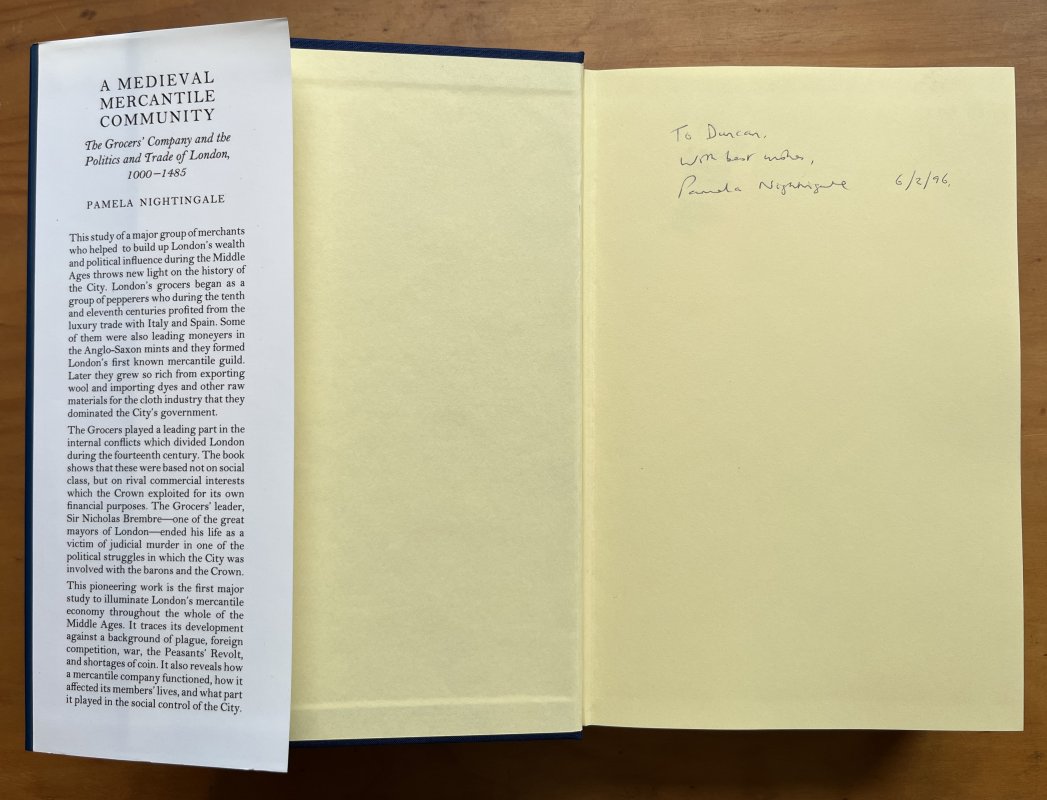 A MEDIEVAL
MERCANTILE
COMMUNITY
The Grocers' Company and the
Politics and Trade of London,
1000–1485
PAMELA NIGHTINGALE
This study of a major group of merchants
who helped to build up London's wealth
and political influence during the Middle
Ages throws new light on the history of
the City. London's grocers began as a
group of pepperers who during the tenth
and eleventh centuries profited from the
luxury trade with Italy and Spain. Some
of them were also leading moneyers in
the Anglo-Saxon mints and they formed
London's first known mercantile guild.
Later they grew so rich from exporting
wool and importing dyes and other raw
materials for the cloth industry that they
dominated the City's government.
The Grocers played a leading part in the
internal conflicts which divided London
during the fourteenth century. The book
shows that these were based not on social
class, but on rival commercial interests
which the Crown exploited for its own
financial purposes. The Grocers' leader,
Sir Nicholas Brembre—one of the great
mayors of London—ended his life as a
victim of judicial murder in one of the
political struggles in which the City was
involved with the barons and the Crown.
This pioneering work is the first major
study to illuminate London's mercantile
economy throughout the whole of the
Middle Ages. It traces its development
against a background of plague, foreign
competition, war, the Peasants' Revolt,
and shortages of coin. It also reveals how
a mercantile company functioned, how it
affected its members' lives, and what part
it played in the social control of the City.
To Duncan,
With best wishes,
Pamela Nightingale 6/2/96.